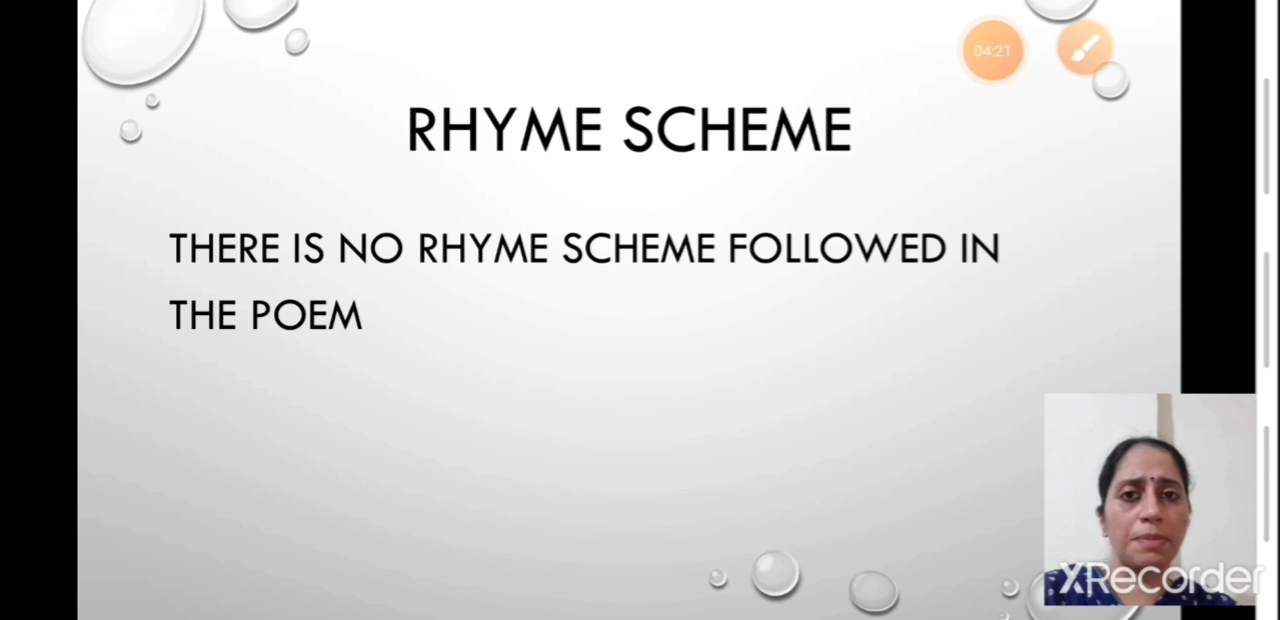 04:21
RHYME SCHEME
THERE IS NO RHYME SCHEME FOLLOWED IN
THE POEM
XRecorder